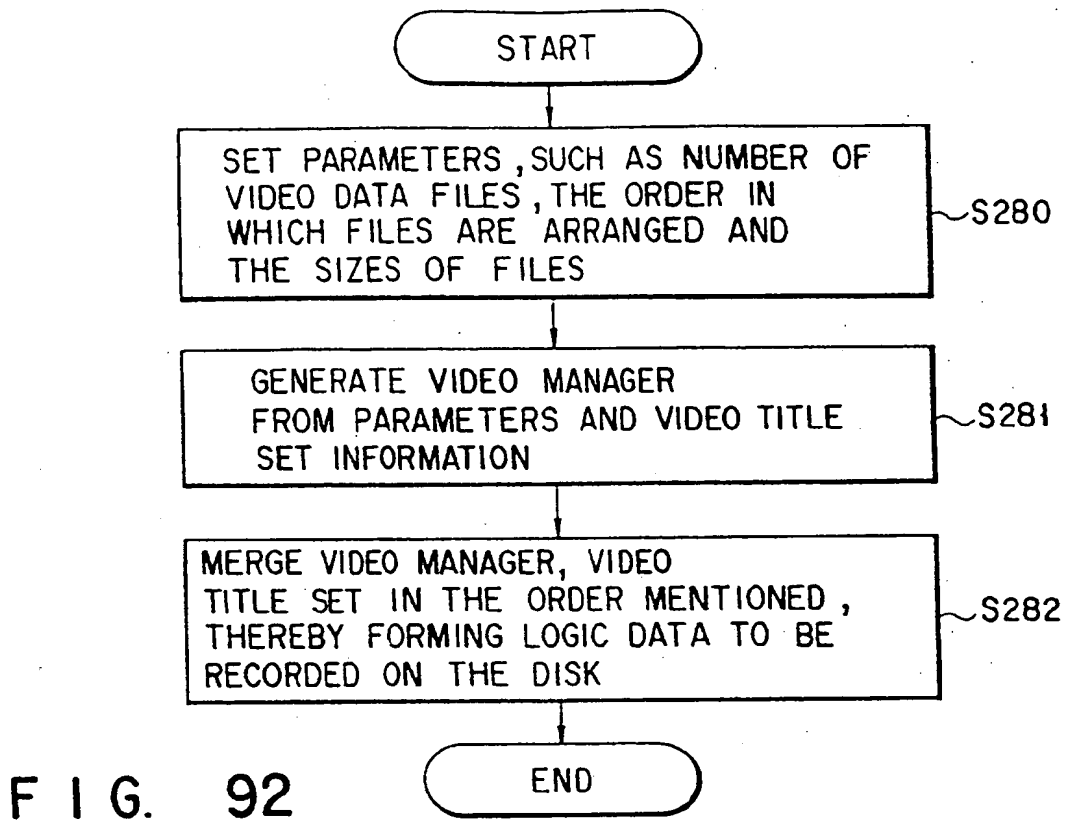 START
SET PARAMETERS, SUCH AS NUMBER OF
VIDEO DATA FILES, THE ORDER IN
WHICH FILES ARE ARRANGED AND
THE SIZES OF FILES
S280
GENERATE VIDEO MANAGER
FROM PARAMETERS AND VIDEO TITLE
SET INFORMATION
S281
MERGE VIDEO MANAGER, VIDEO
TITLE SET IN THE ORDER MENTIONED,
THEREBY FORMING LOGIC DATA TO BE
RECORDED ON THE DISK
S282
END
FIG. 92